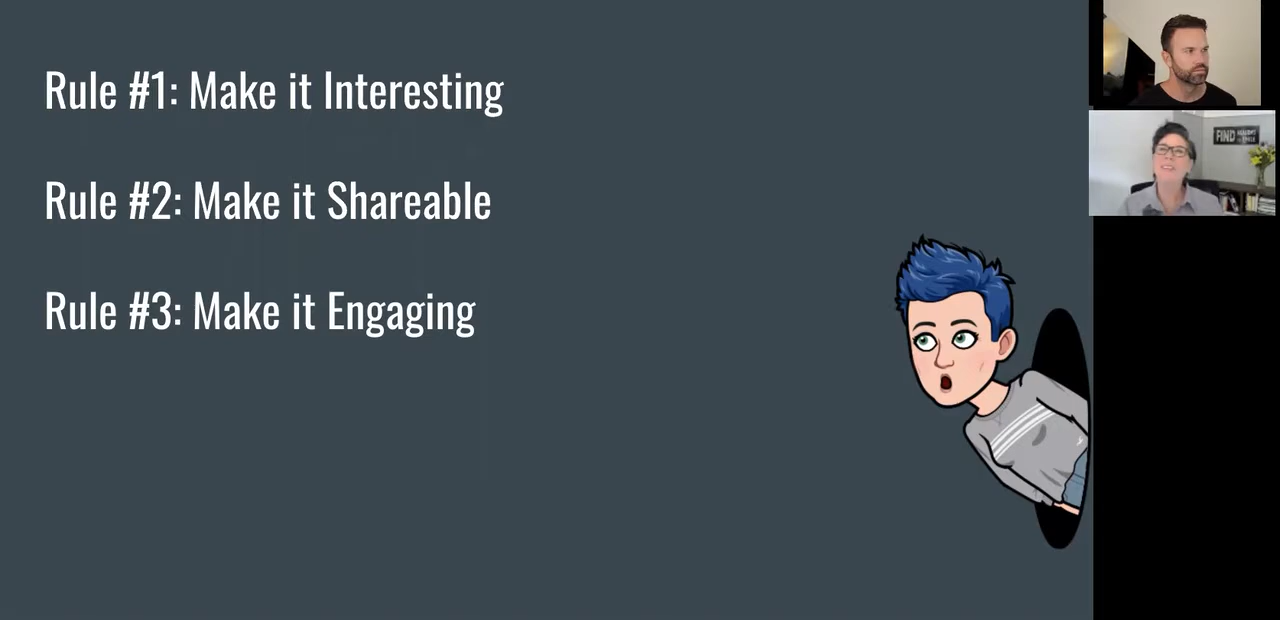 Rule #1: Make it Interesting
Rule #2: Make it Shareable
Rule #3: Make it Engaging
FIND